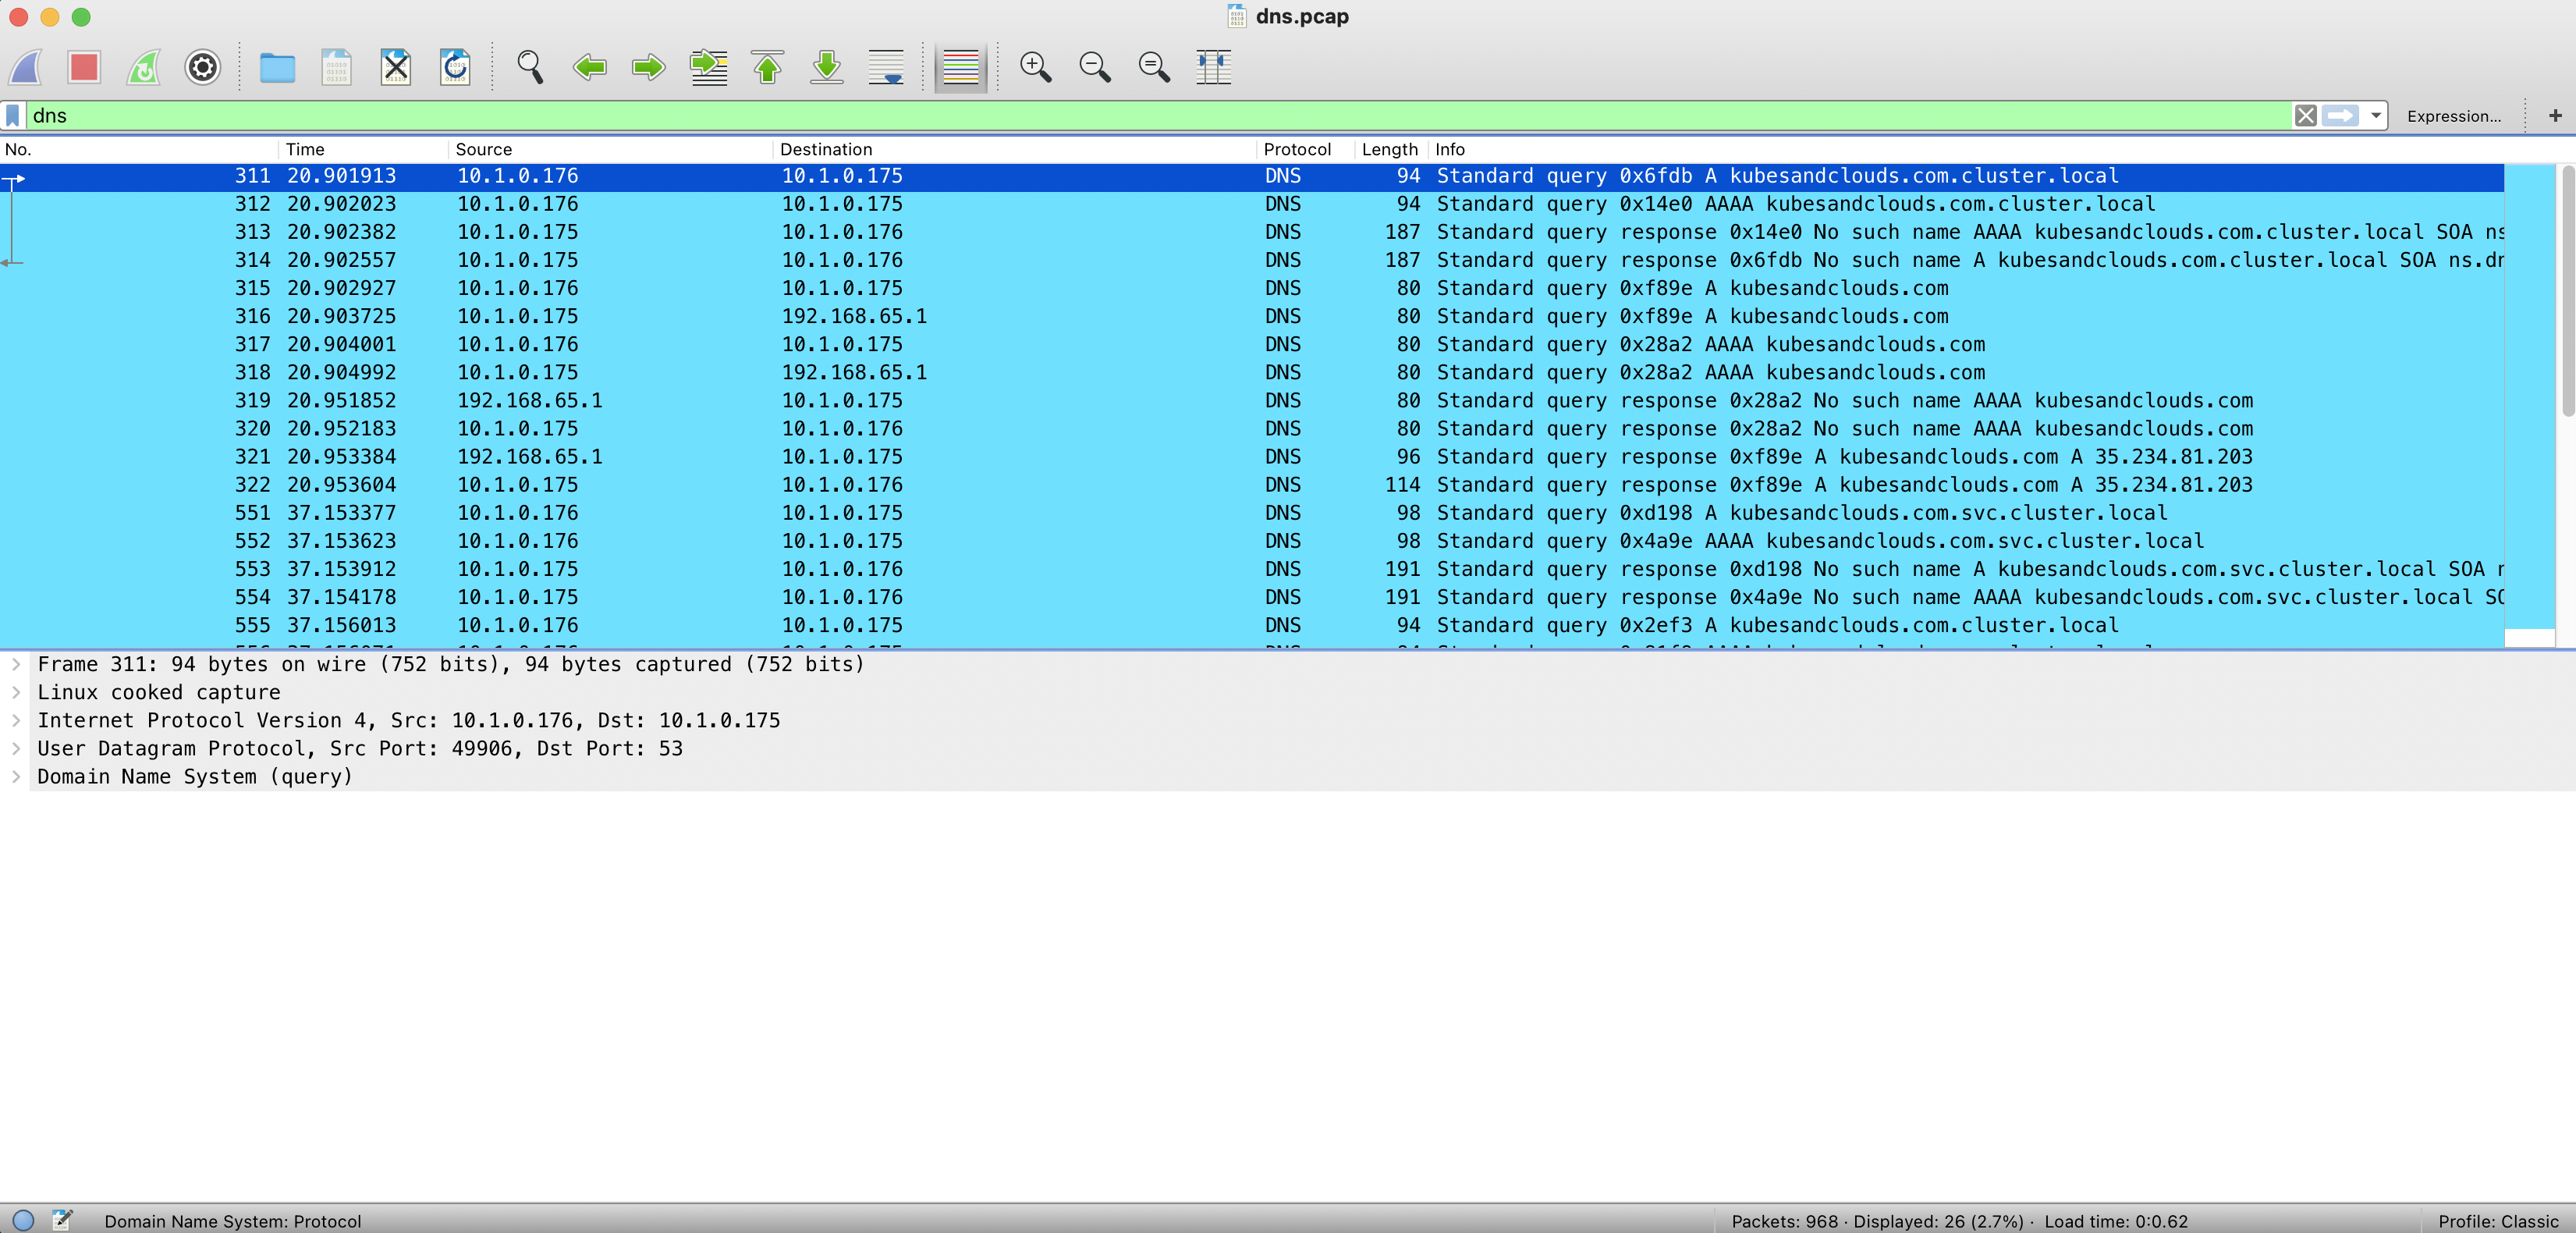 dns.pcap
dns
Expression... +
No. Time Source Destination Protocol Length Info
311 20.901913 10.1.0.176 10.1.0.175 DNS 94 Standard query 0x6fdb A kubesandclouds.com.cluster.local
312 20.902023 10.1.0.176 10.1.0.175 DNS 94 Standard query 0x14e0 AAAA kubesandclouds.com.cluster.local
313 20.902382 10.1.0.175 10.1.0.176 DNS 187 Standard query response 0x14e0 No such name AAAA kubesandclouds.com.cluster.local SOA ns
314 20.902557 10.1.0.175 10.1.0.176 DNS 187 Standard query response 0x6fdb No such name A kubesandclouds.com.cluster.local SOA ns.dn
315 20.902927 10.1.0.176 10.1.0.175 DNS 80 Standard query 0xf89e A kubesandclouds.com
316 20.903725 10.1.0.175 192.168.65.1 DNS 80 Standard query 0xf89e A kubesandclouds.com
317 20.904001 10.1.0.176 10.1.0.175 DNS 80 Standard query 0x28a2 AAAA kubesandclouds.com
318 20.904992 10.1.0.175 192.168.65.1 DNS 80 Standard query 0x28a2 AAAA kubesandclouds.com
319 20.951852 192.168.65.1 10.1.0.175 DNS 80 Standard query response 0x28a2 No such name AAAA kubesandclouds.com
320 20.952183 10.1.0.175 10.1.0.176 DNS 80 Standard query response 0x28a2 No such name AAAA kubesandclouds.com
321 20.953384 192.168.65.1 10.1.0.175 DNS 96 Standard query response 0xf89e A kubesandclouds.com A 35.234.81.203
322 20.953604 10.1.0.175 10.1.0.176 DNS 114 Standard query response 0xf89e A kubesandclouds.com A 35.234.81.203
551 37.153377 10.1.0.176 10.1.0.175 DNS 98 Standard query 0xd198 A kubesandclouds.com.svc.cluster.local
552 37.153623 10.1.0.176 10.1.0.175 DNS 98 Standard query 0x4a9e AAAA kubesandclouds.com.svc.cluster.local
553 37.153912 10.1.0.175 10.1.0.176 DNS 191 Standard query response 0xd198 No such name A kubesandclouds.com.svc.cluster.local SOA
554 37.154178 10.1.0.175 10.1.0.176 DNS 191 Standard query response 0x4a9e No such name AAAA kubesandclouds.com.svc.cluster.local SO
555 37.156013 10.1.0.176 10.1.0.175 DNS 94 Standard query 0x2ef3 A kubesandclouds.com.cluster.local
Frame 311: 94 bytes on wire (752 bits), 94 bytes captured (752 bits)
Linux cooked capture
Internet Protocol Version 4, Src: 10.1.0.176, Dst: 10.1.0.175
User Datagram Protocol, Src Port: 49906, Dst Port: 53
Domain Name System (query)
Domain Name System: Protocol
Packets: 968 · Displayed: 26 (2.7%) · Load time: 0:0.62
Profile: Classic